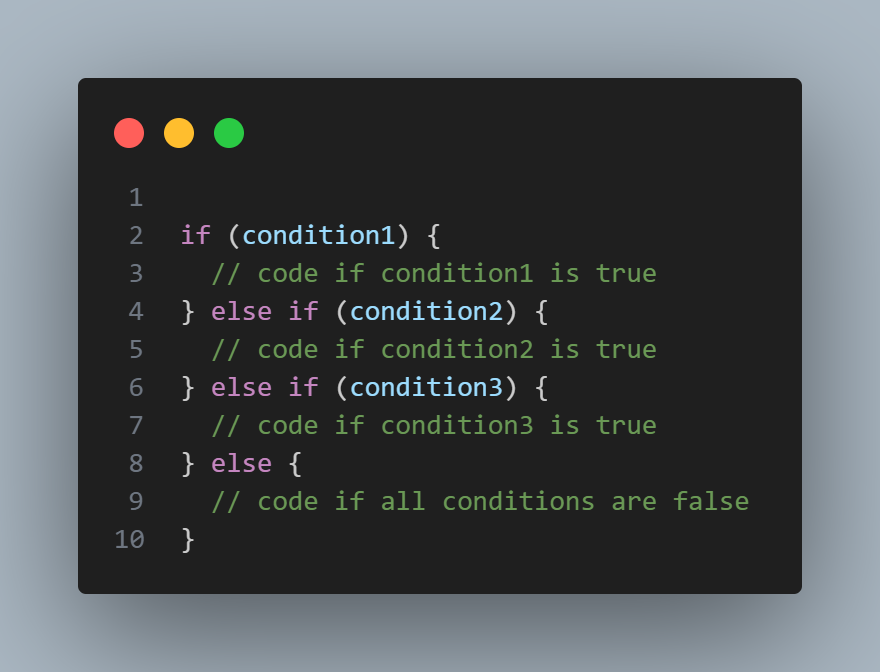 1
2 if (condition1) {
3   // code if condition1 is true
4 } else if (condition2) {
5   // code if condition2 is true
6 } else if (condition3) {
7   // code if condition3 is true
8 } else {
9   // code if all conditions are false
10 }